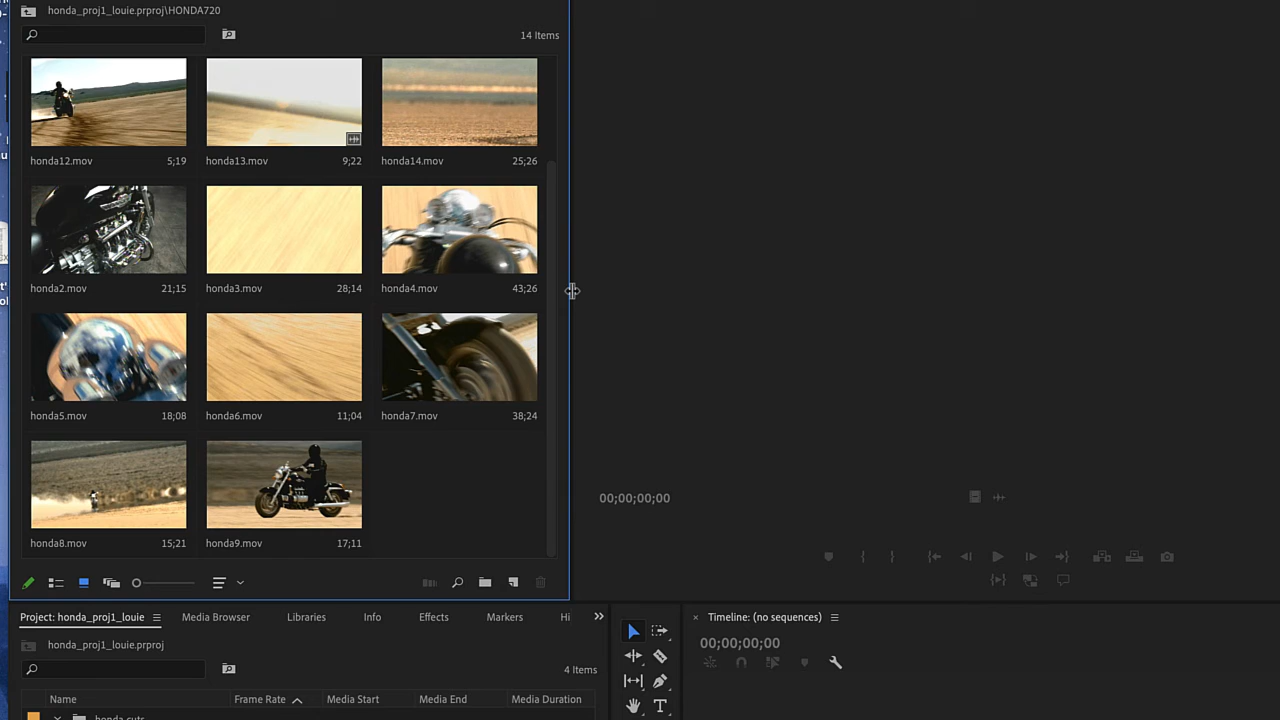 honda_proj1_louie.prproj\HONDA720
14 Items
honda12.mov 5;19
honda13.mov 9;22
honda14.mov 25;26
honda2.mov 21;15
honda3.mov 28;14
honda4.mov 43;26
honda5.mov 18;08
honda6.mov 11;04
honda7.mov 38;24
honda8.mov 15;21
honda9.mov 17;11
00;00;00;00
Project: honda_proj1_louie Media Browser Libraries Info Effects Markers Hi
× Timeline: (no sequences)
honda_proj1_louie.prproj
00;00;00;00
4 Items
Name Frame Rate Media Start Media End Media Duration
honda cuts